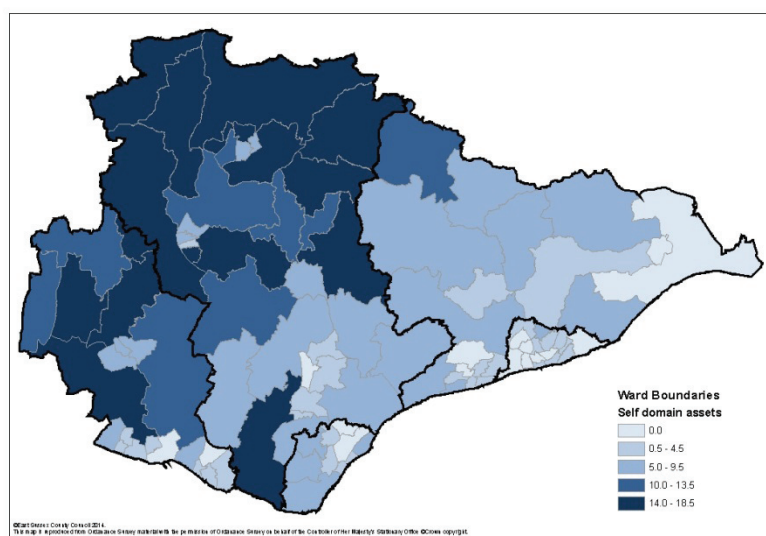 Ward Boundaries
Self domain assets
0.0
0.5 - 4.5
5.0 - 9.5
10.0 - 13.5
14.0 - 18.5
©East Sussex County Council 2014.
This map is reproduced from Ordnance Survey material with the permission of Ordnance Survey on behalf of the Controller of Her Majesty's Stationary Office ©Crown copyright.